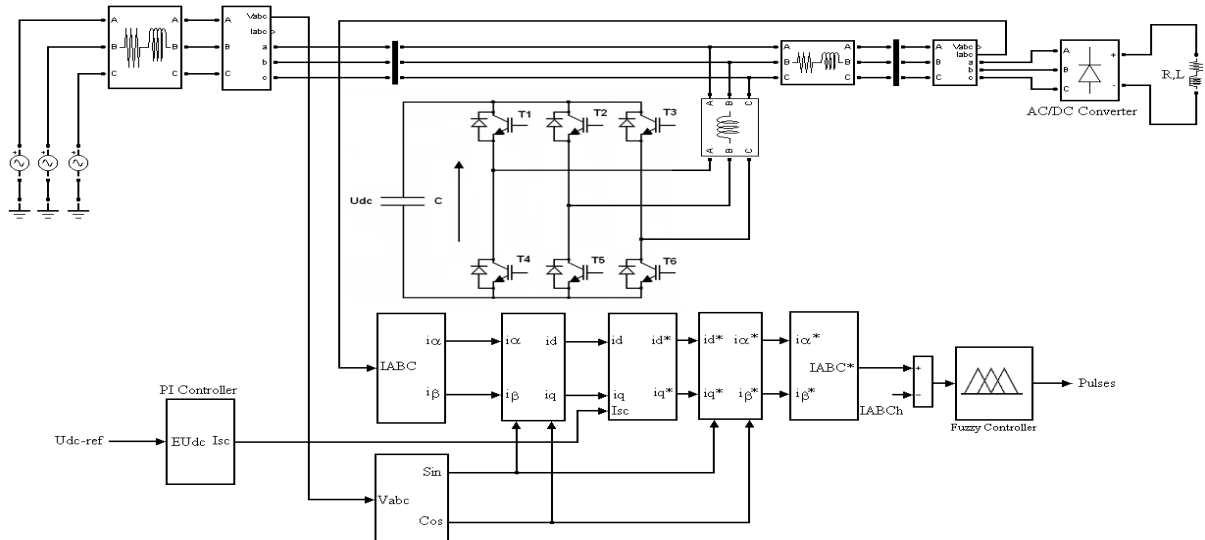 A A A Vabc
Iabc
B B B a
b
C C C c
A A
B B
C C
Vabc
Iabc
A a
B b
C c
A +
B
C -
R,L
AC/DC Converter
A B C
A B C
T1 T2 T3
Udc C
T4 T5 T6
IABC iα iβ
iα id
iβ iq
id id*
iq iq*
Isc
id* iα*
iq* iβ*
iα*
IABC*
iβ*
+
-
IABCh
Fuzzy Controller
Pulses
PI Controller
Udc-ref
EUdc Isc
Vabc Sin
Cos